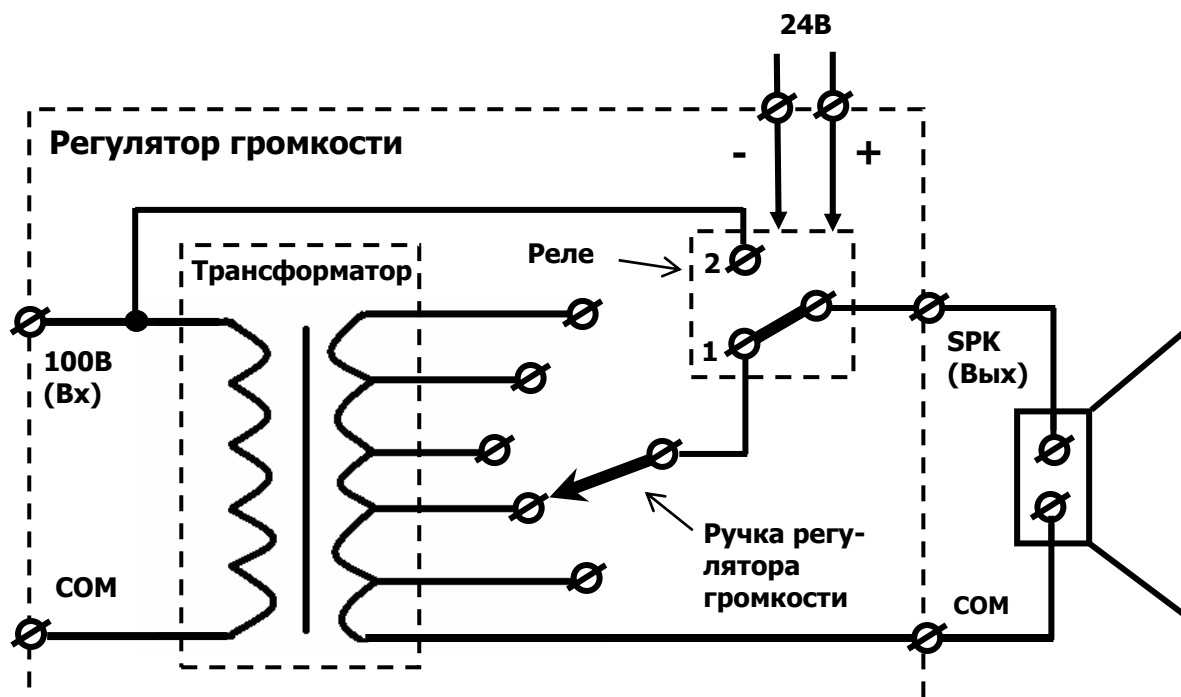 24В
Регулятор громкости
-
+
Реле
2
Трансформатор
1
100В
(Вх)
SPK
(Вых)
Ручка регу-
лятора
громкости
COM
COM